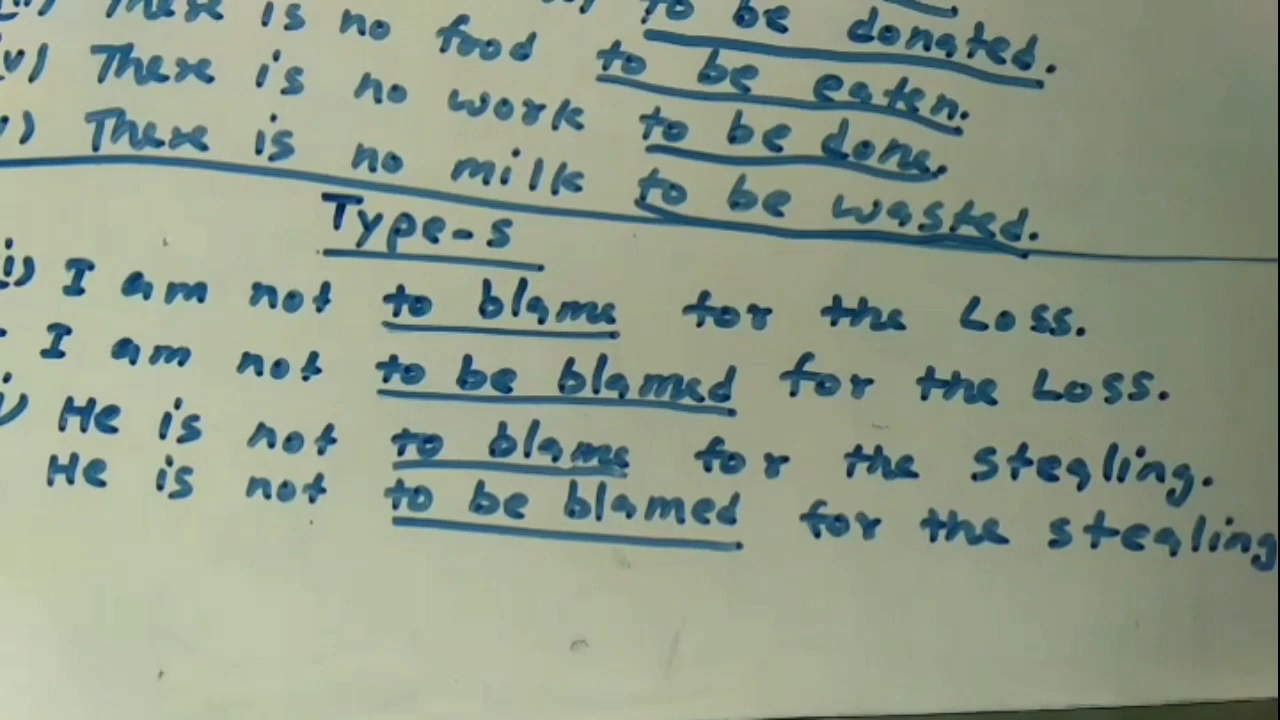 to be donated.
There is no food to be eaten.
iv) There is no work to be done.
v) There is no milk to be wasted.
Type-5
i) I am not to blame for the Loss.
I am not to be blamed for the Loss.
He is not to blame for the stealing.
He is not to be blamed for the stealing